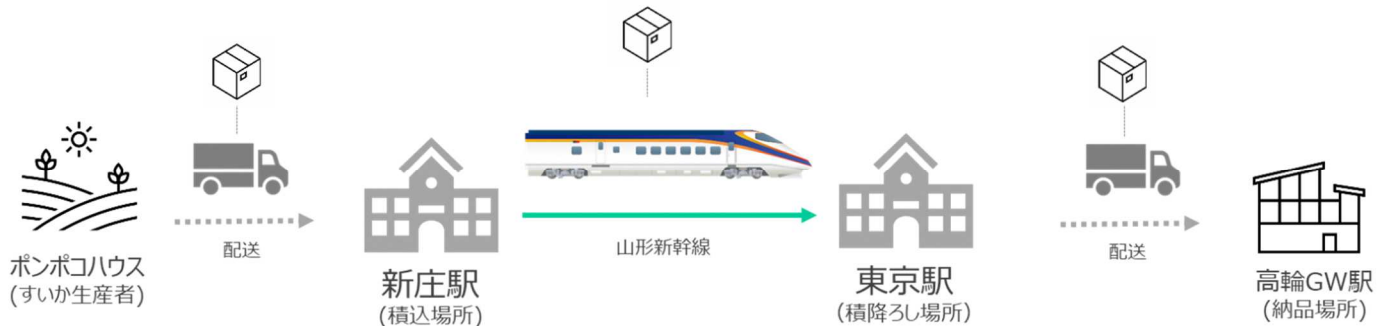 配送
山形新幹線
配送
ポンポコハウス
(すいか生産者)
新庄駅
(積込場所)
東京駅
(積降ろし場所)
高輪GW駅
(納品場所)